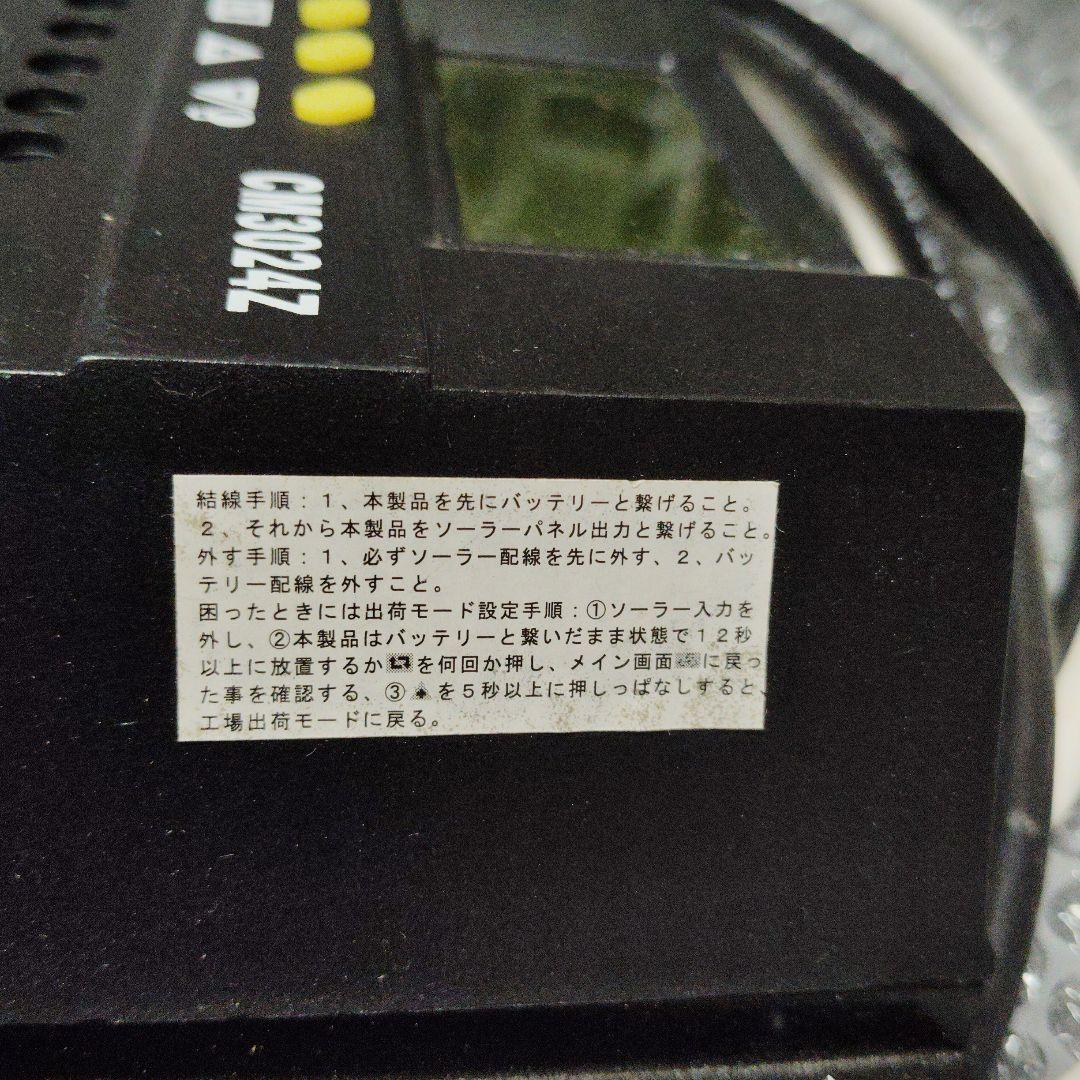 CM3024Z
結線手順：１、本製品を先にバッテリーと繋げること。
２、それから本製品をソーラーパネル出力と繋げること。
外す手順：１、必ずソーラー配線を先に外す、２、バッ
テリー配線を外すこと。
困ったときには出荷モード設定手順：①ソーラー入力を
外し、②本製品はバッテリーと繋いだまま状態で１２秒
以上に放置するかを何回か押し、メイン画面に戻っ
た事を確認する、③を５秒以上に押しっぱなしすると、
工場出荷モードに戻る。